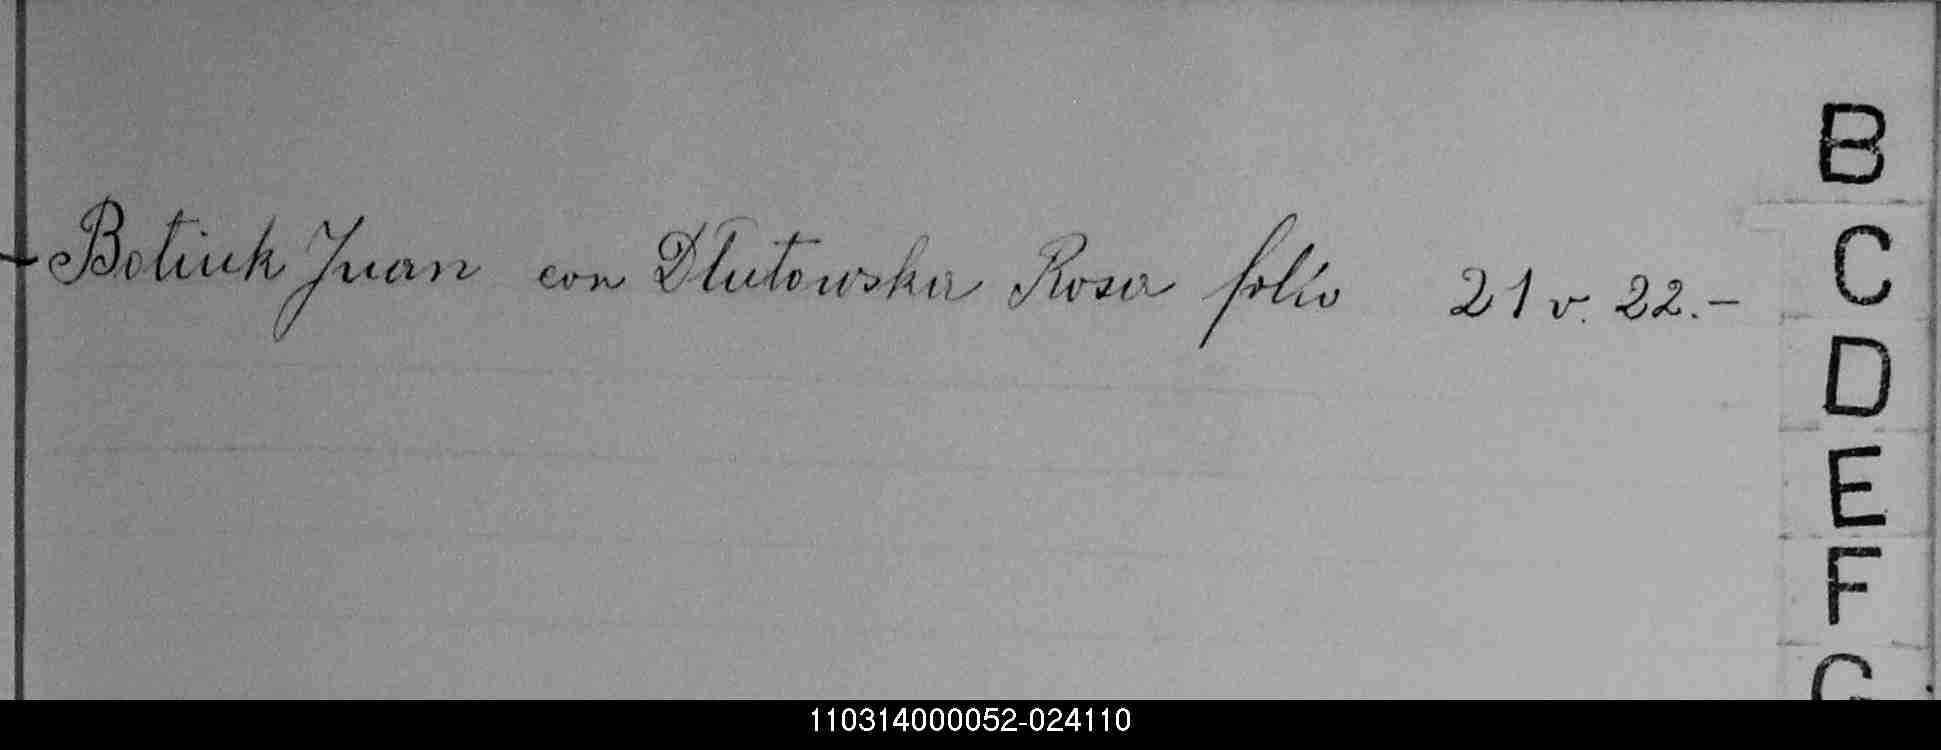 B
Botiuk Juan con Dlutowska Rosa folio 21 v. 22.-
C
D
E
F
G
110314000052-024110